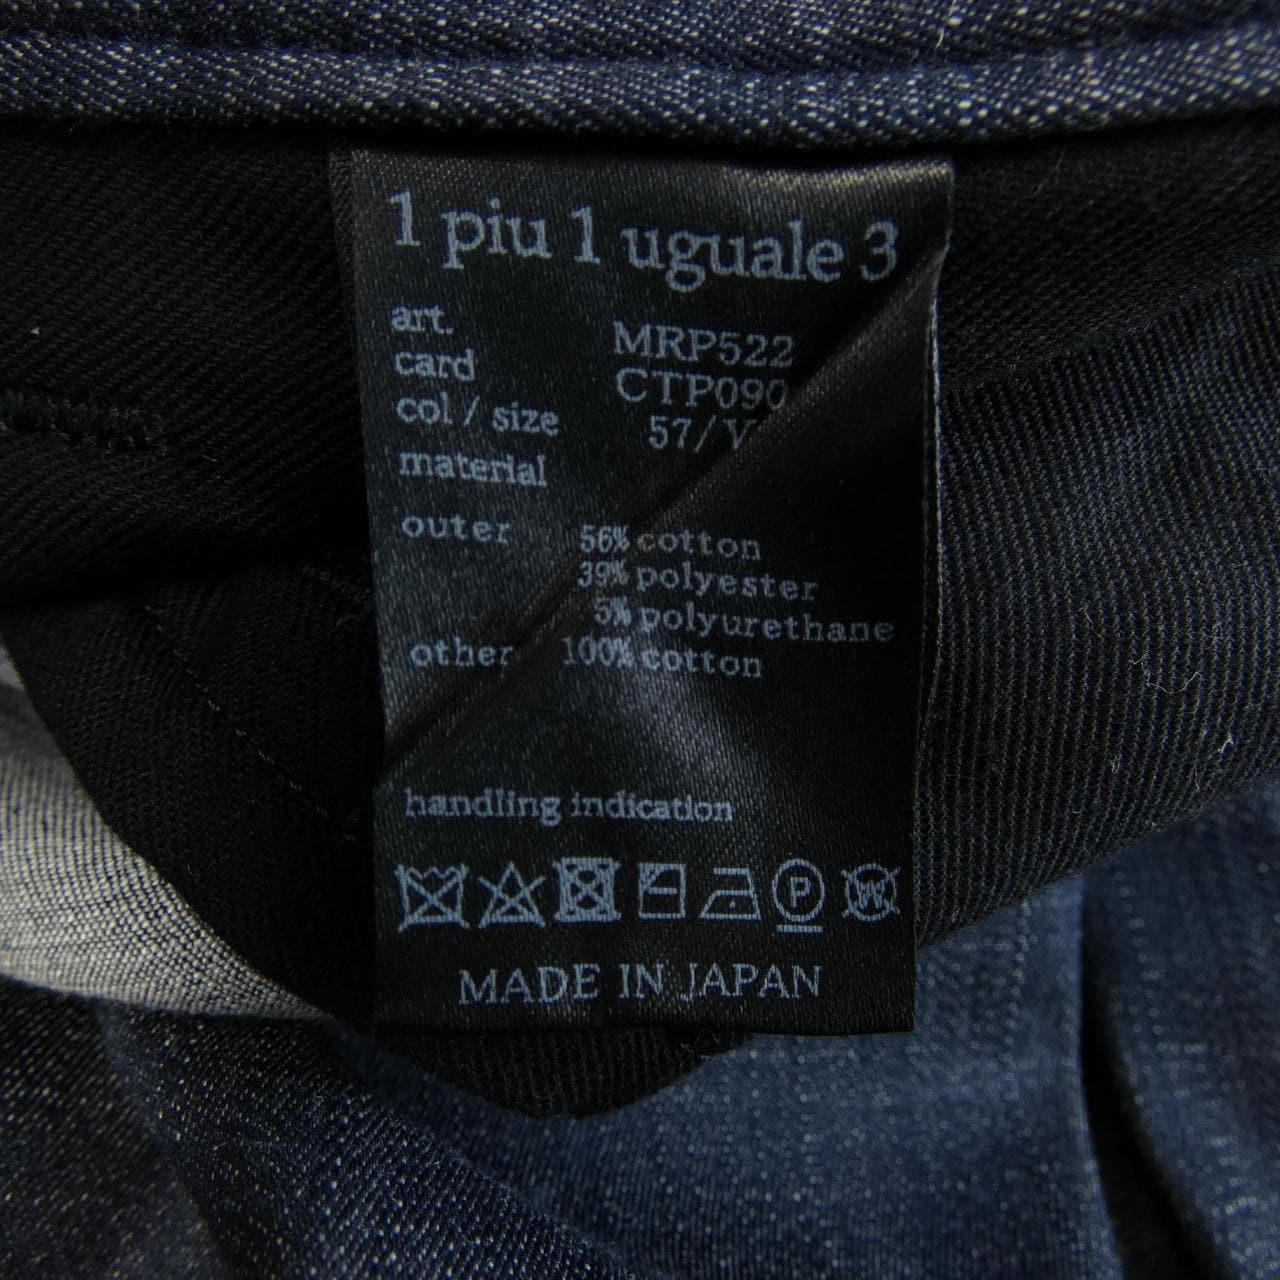 1 piu 1 uguale 3
art. MRP522
card CTP090
col / size 57/ V
material
outer 56% cotton
39% polyester
5% polyurethane
other 100% cotton
handling indication
P W
MADE IN JAPAN